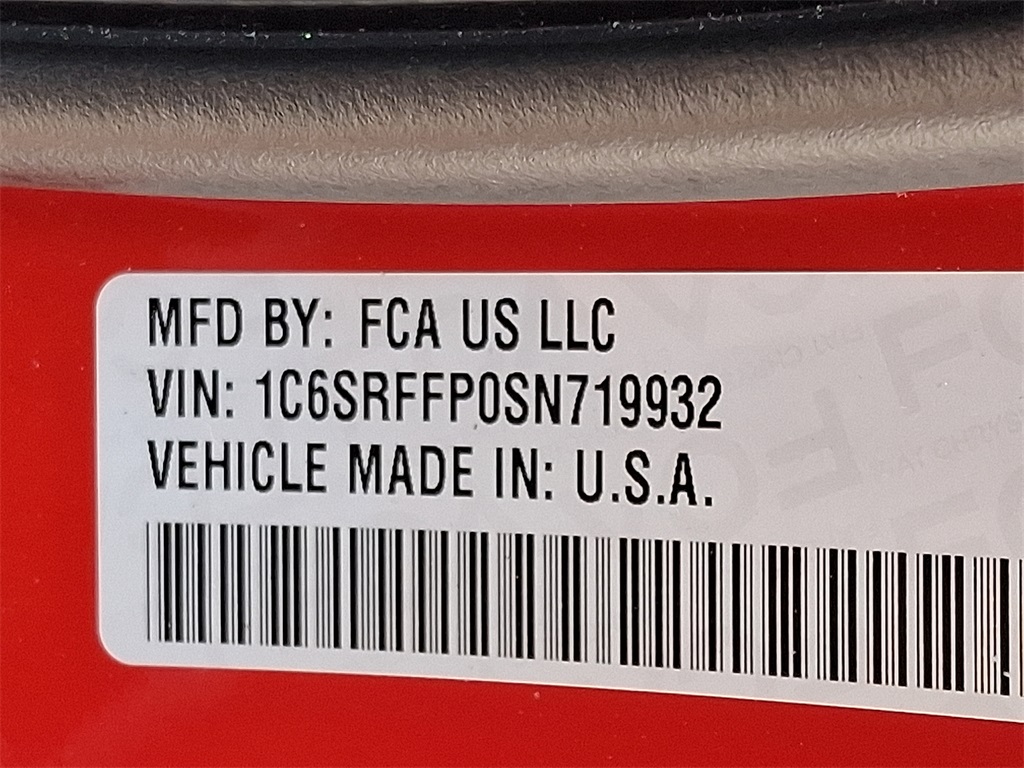 MFD BY: FCA US LLC
VIN: 1C6SRFFP0SN719932
VEHICLE MADE IN: U.S.A.